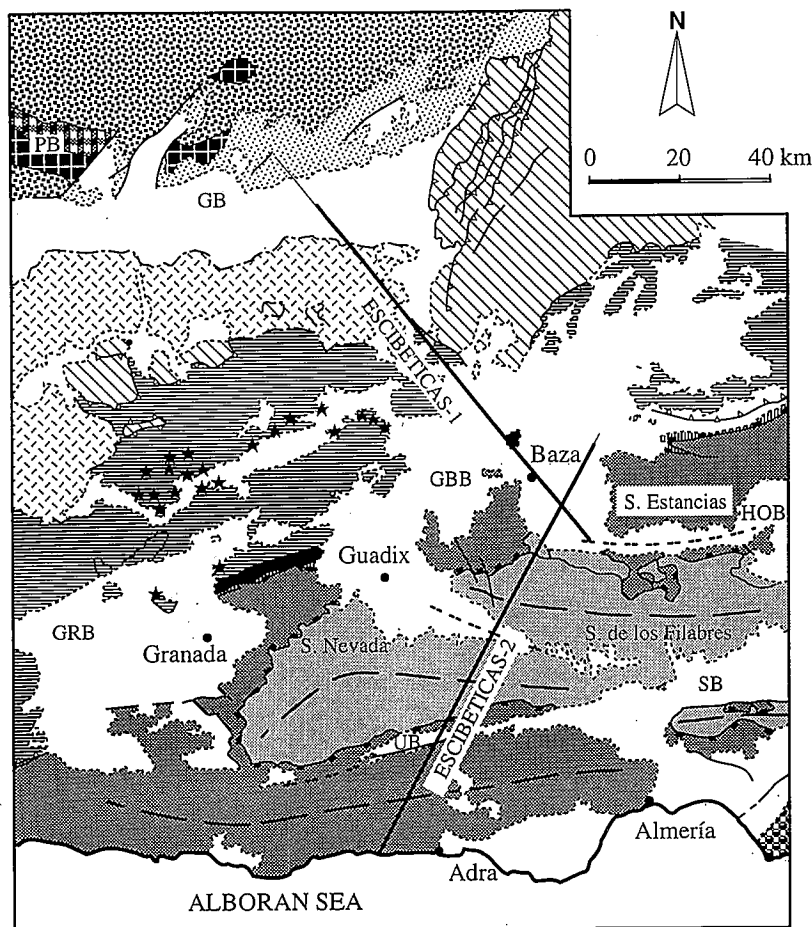 N
0 20 40 km
PB
GB
ESCIBETICAS-1
Baza
GBB
S. Estancias
HOB
Guadix
GRB
Granada
S. Nevada
S. de los Filabres
ESCIBETICAS-2
SB
UB
Almería
Adra
ALBORAN SEA